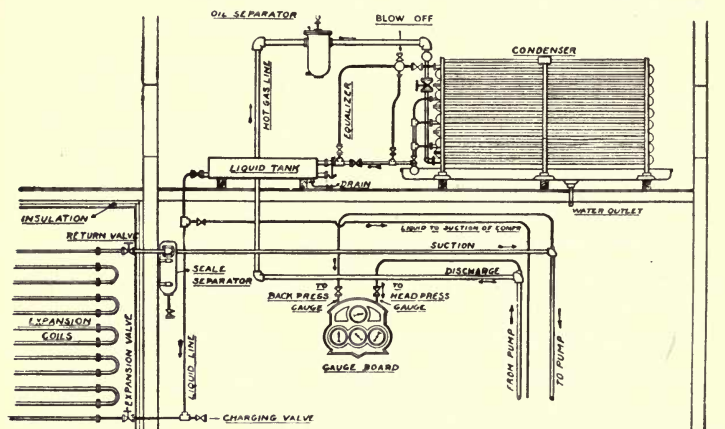 OIL SEPARATOR
BLOW OFF
CONDENSER
HOT GAS LINE
EQUALIZER
LIQUID TANK
DRAIN
WATER OUTLET
INSULATION
RETURN VALVE
LIQUID TO SUCTION OF COMPR
SUCTION
SCALE
SEPARATOR
DISCHARGE
TO
BACK PRESS
GAUGE
TO
HEAD PRESS
GAUGE
EXPANSION
COILS
EXPANSION VALVE
LIQUID LINE
GAUGE BOARD
FROM PUMP
TO PUMP
CHARGING VALVE